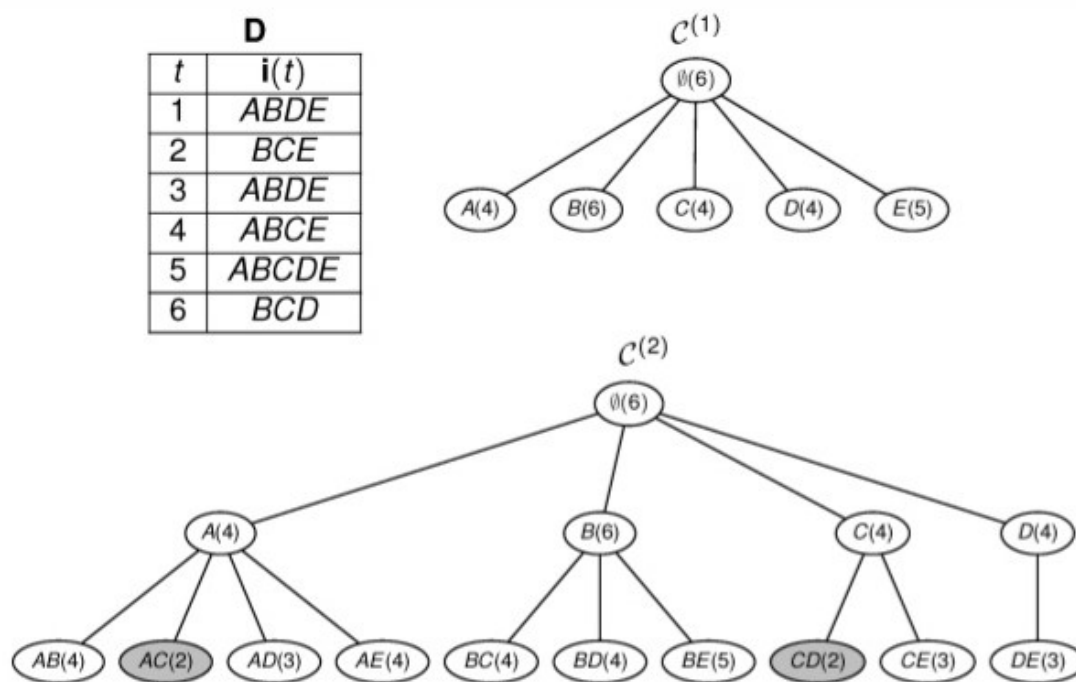 D
t i(t)
1 ABDE
2 BCE
3 ABDE
4 ABCE
5 ABCDE
6 BCD
𝒞(1)
∅(6)
A(4) B(6) C(4) D(4) E(5)
𝒞(2)
∅(6)
A(4) B(6) C(4) D(4)
AB(4) AC(2) AD(3) AE(4) BC(4) BD(4) BE(5) CD(2) CE(3) DE(3)